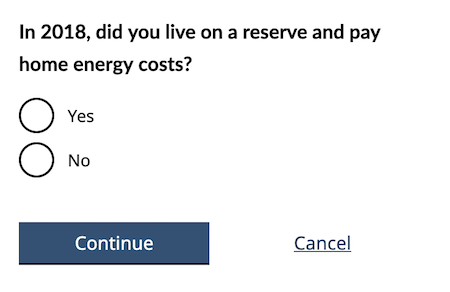 In 2018, did you live on a reserve and pay
home energy costs?
Yes
No
Continue
Cancel